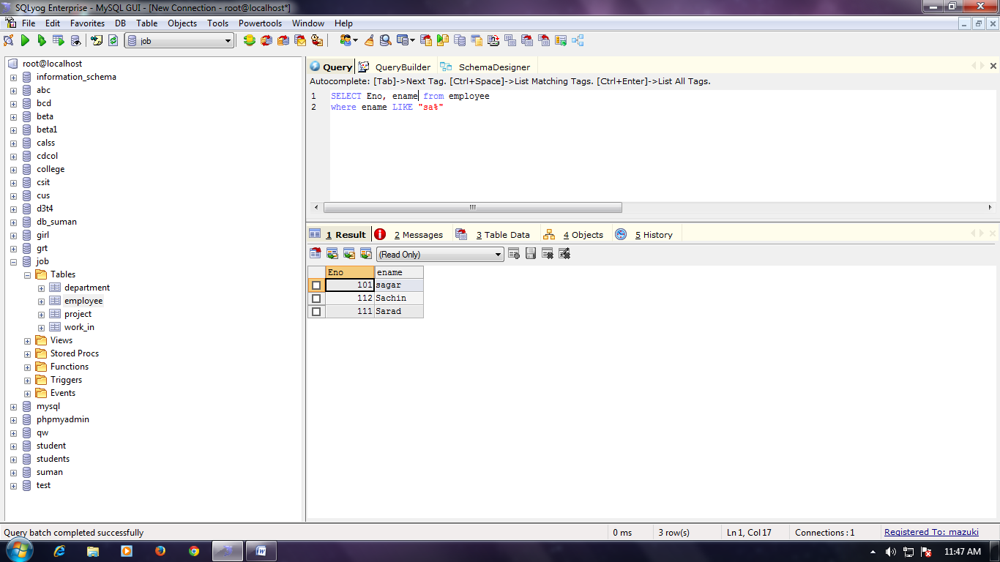 SQLyog Enterprise - MySQL GUI - [New Connection - root@localhost*]
File Edit Favorites DB Table Objects Tools Powertools Window Help
job
root@localhost
information_schema
abc
bcd
beta
beta1
calss
cdcol
college
csit
cus
d3t4
db_suman
girl
grt
job
Tables
department
employee
project
work_in
Views
Stored Procs
Functions
Triggers
Events
mysql
phpmyadmin
qw
student
students
suman
test
Query QueryBuilder SchemaDesigner
Autocomplete: [Tab]->Next Tag. [Ctrl+Space]->List Matching Tags. [Ctrl+Enter]->List All Tags.
1 SELECT Eno, ename from employee
2 where ename LIKE "sa%"
1 Result 2 Messages 3 Table Data 4 Objects 5 History
(Read Only)
Eno ename
101 sagar
112 Sachin
111 Sarad
Query batch completed successfully 0 ms 3 row(s) Ln 1, Col 17 Connections : 1 Registered To: mazuki
11:47 AM